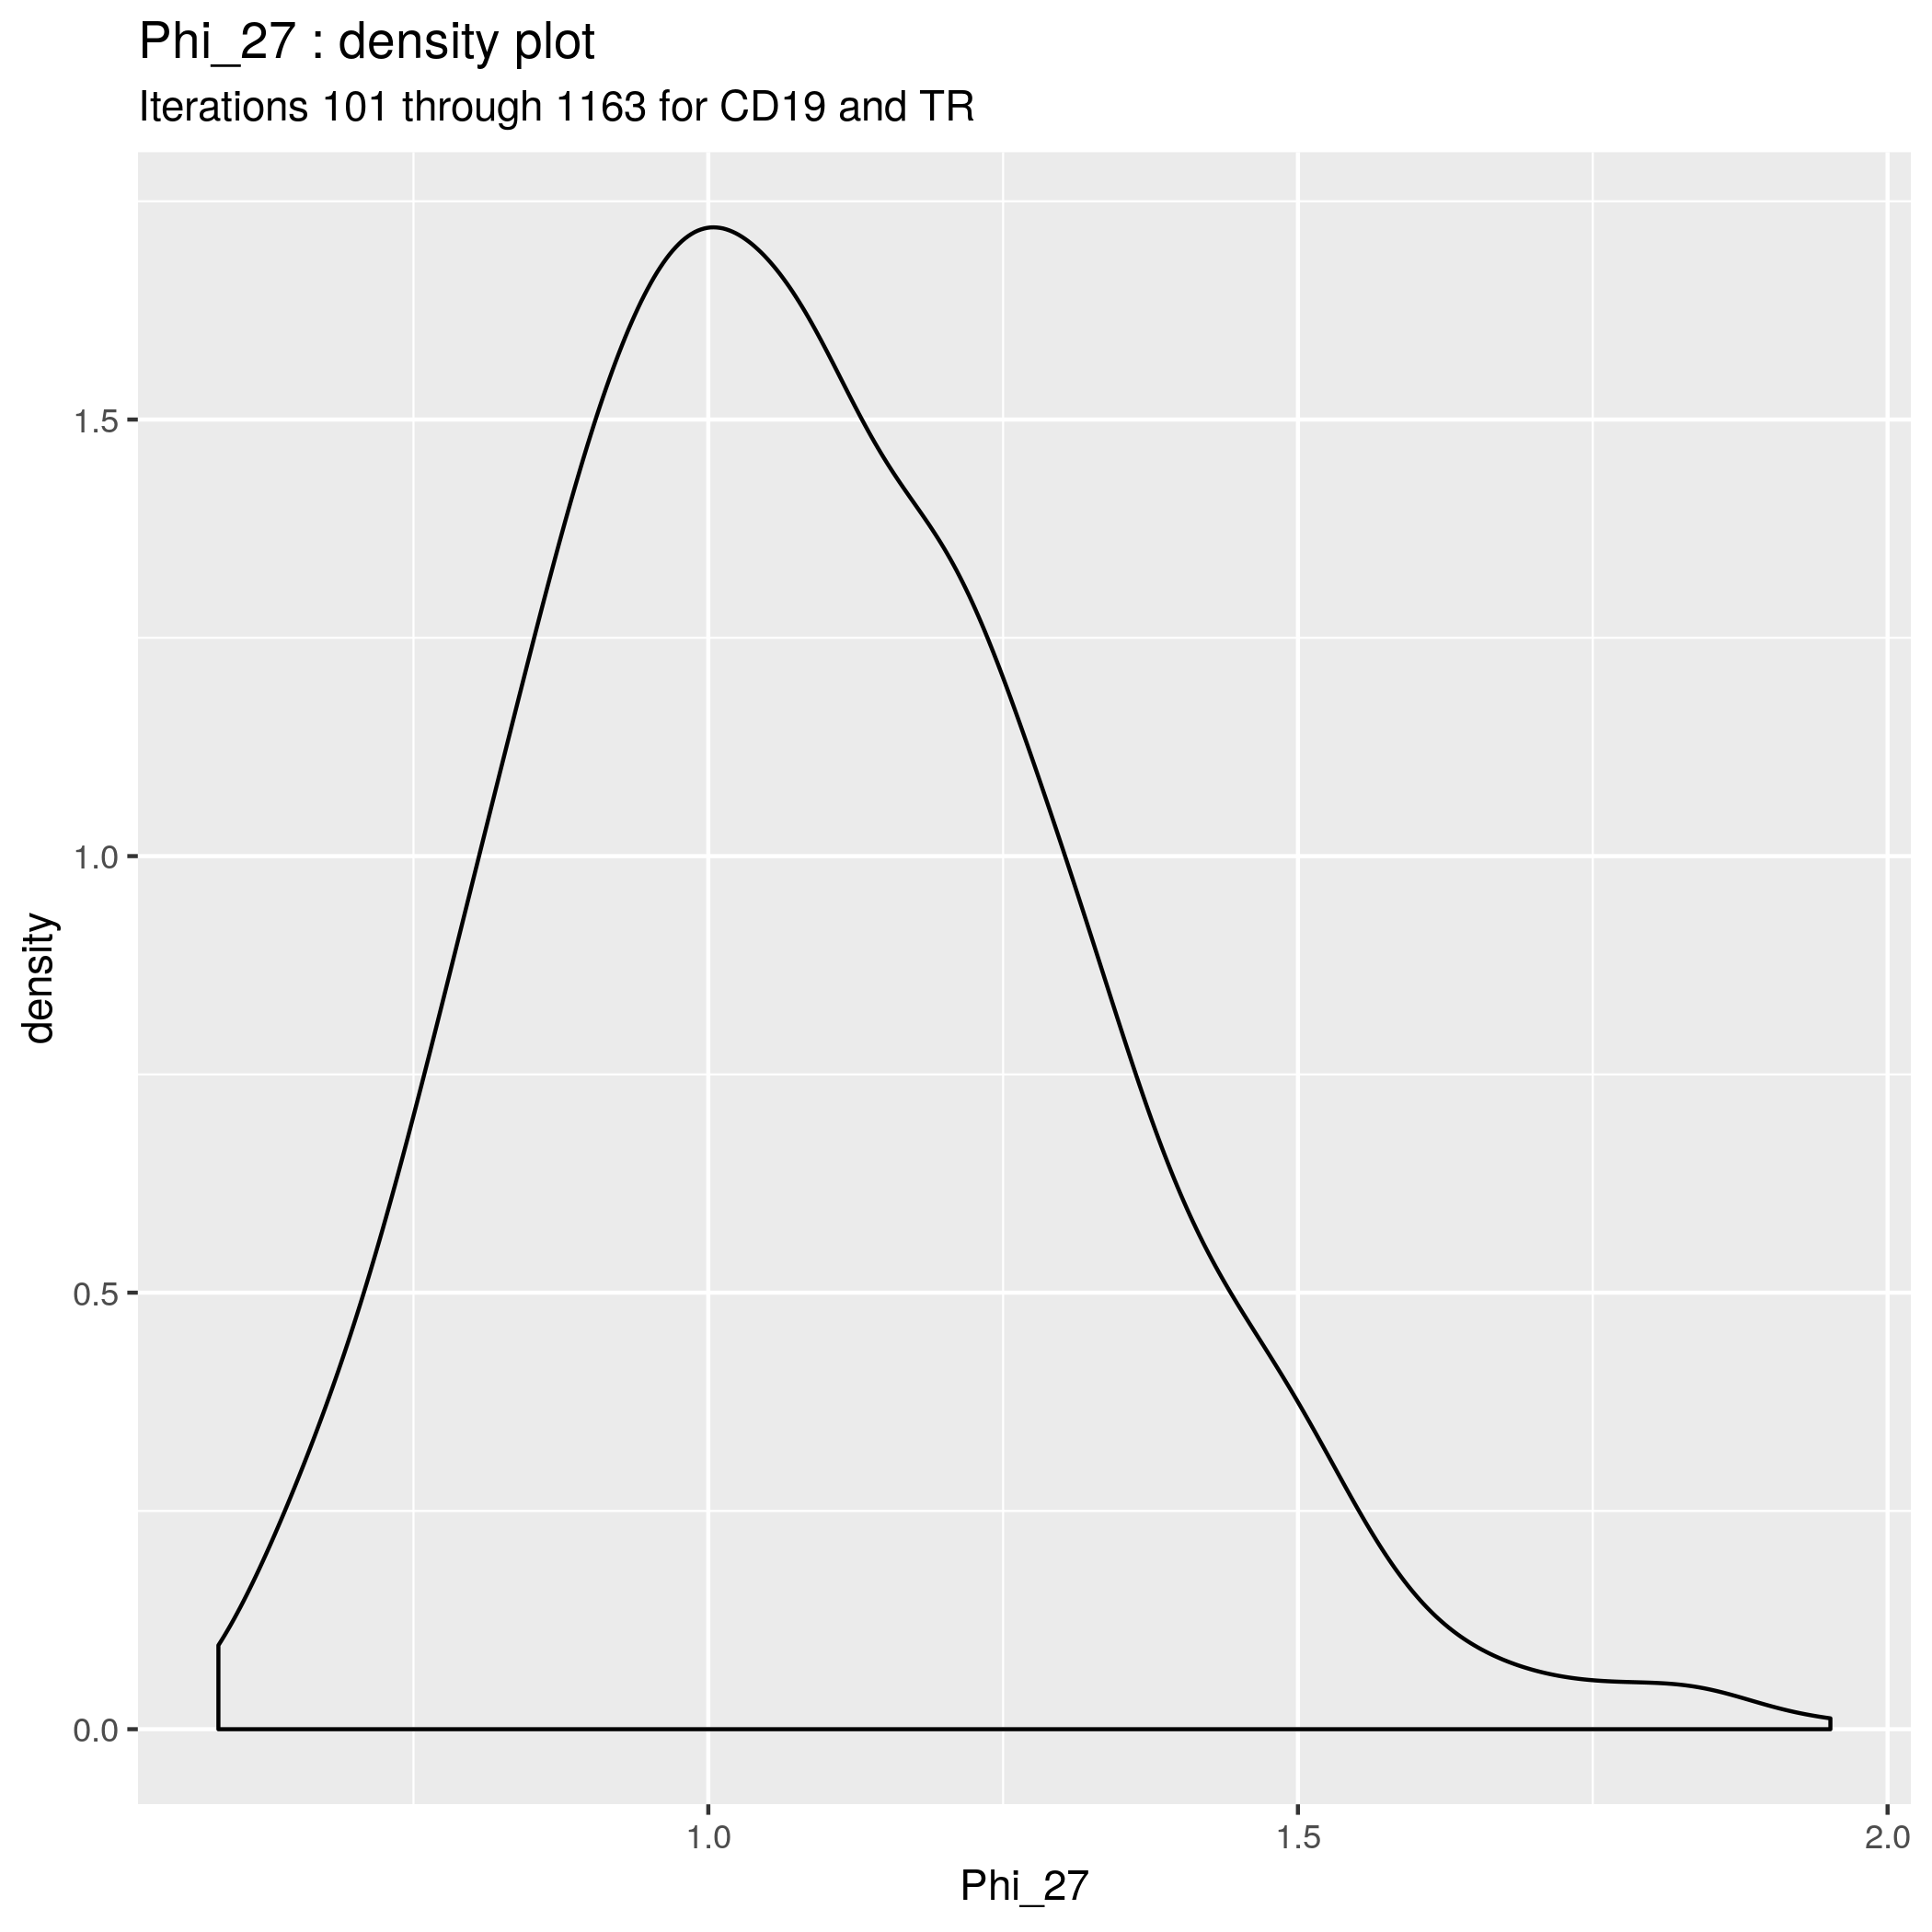 Phi_27 : density plot
Iterations 101 through 1163 for CD19 and TR
density
1.5
1.0
0.5
0.0
1.0 1.5 2.0
Phi_27